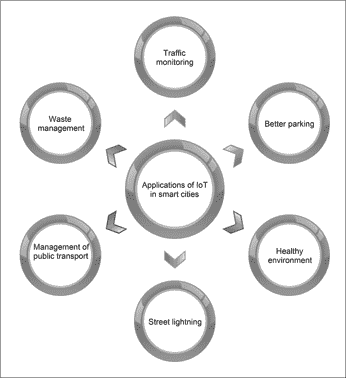 Traffic
monitoring
Waste
management
Better parking
Applications of IoT
in smart cities
Management of
public transport
Healthy
environment
Street lightning